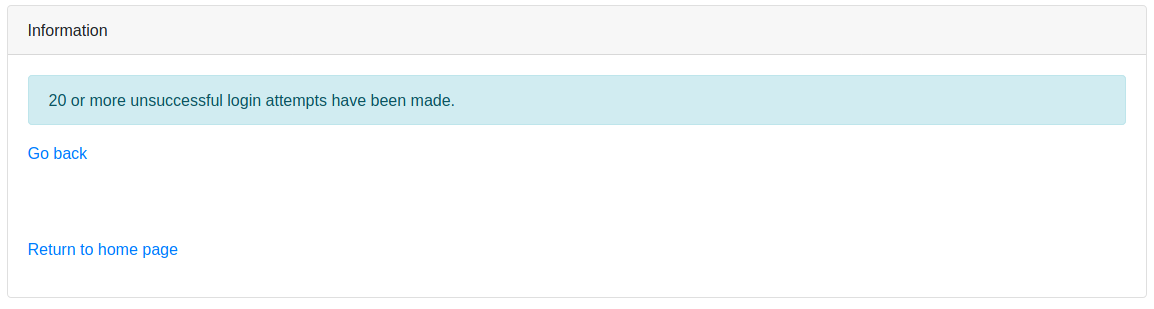 Information
20 or more unsuccessful login attempts have been made.
Go back
Return to home page